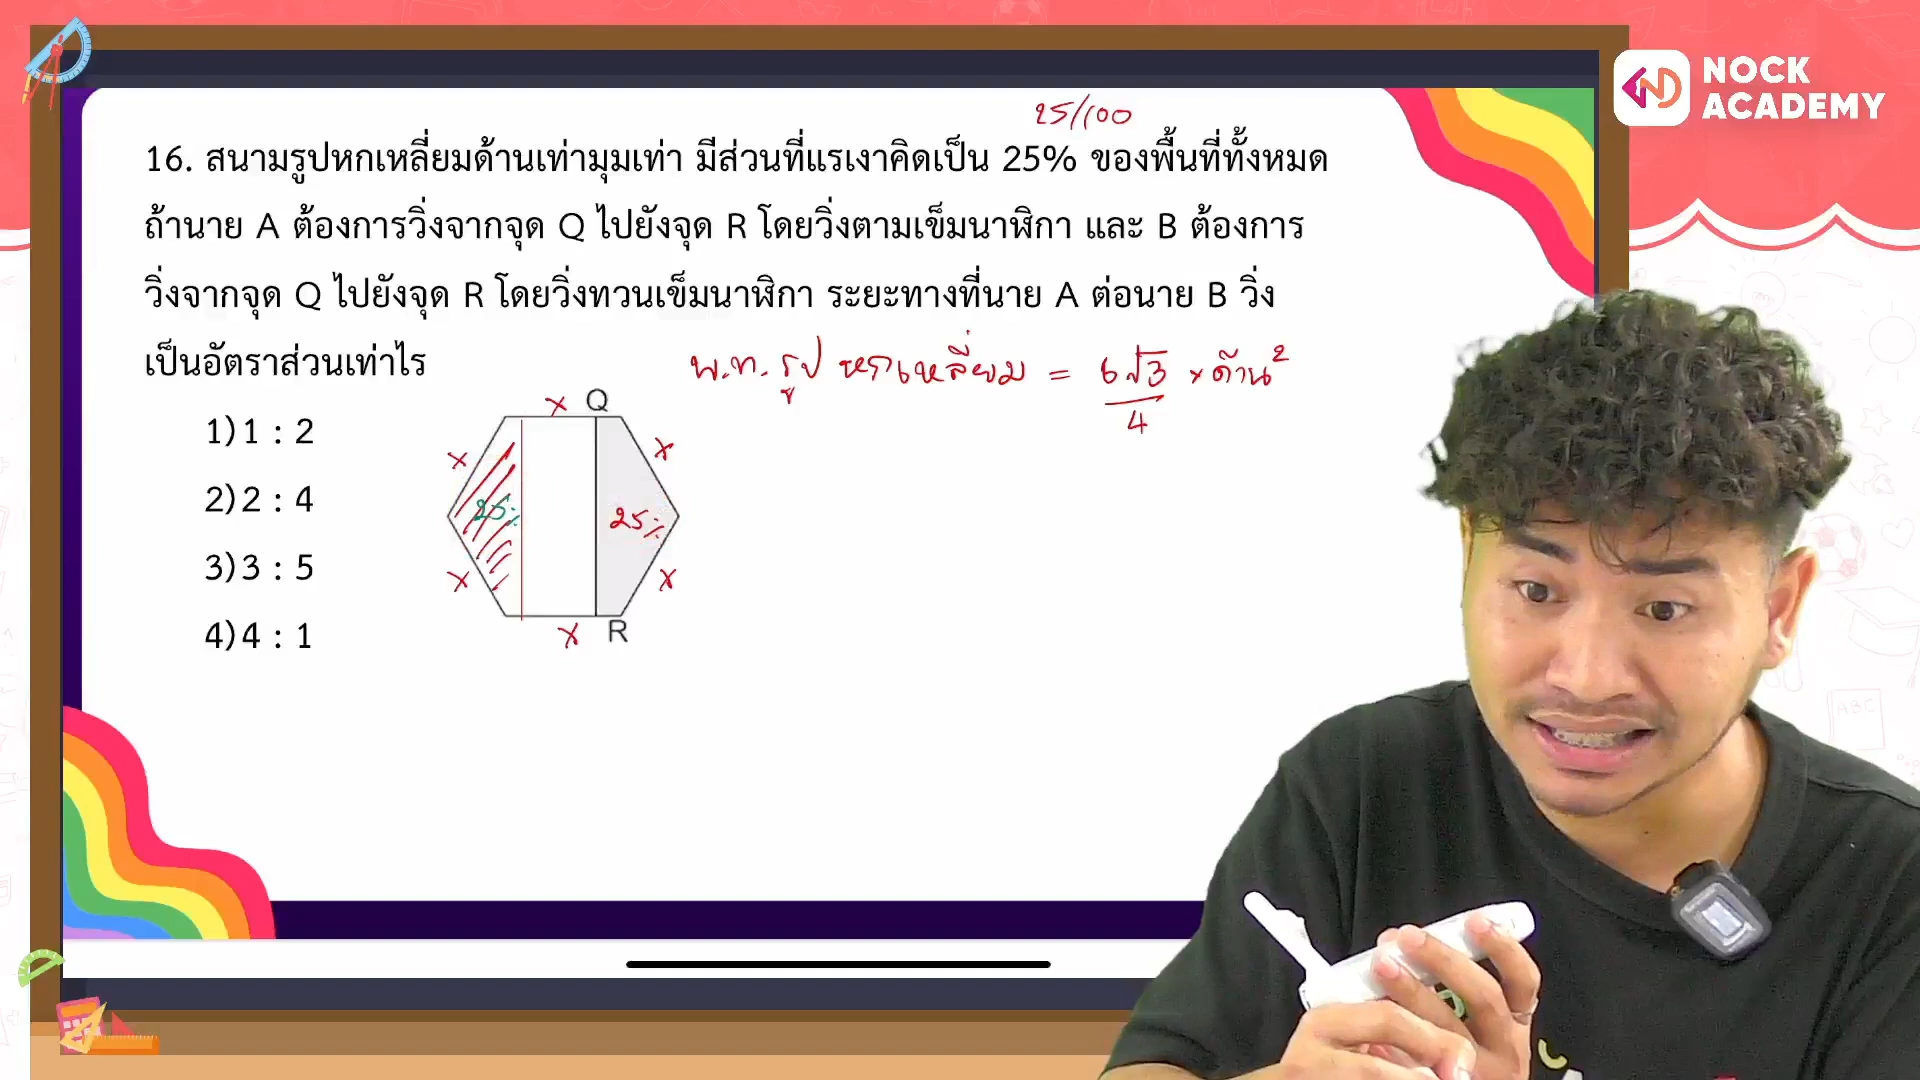 NOCK
ACADEMY
25/100
16. สนามรูปหกเหลี่ยมด้านเท่ามุมเท่า มีส่วนที่แรเงาคิดเป็น 25% ของพื้นที่ทั้งหมด
ถ้านาย A ต้องการวิ่งจากจุด Q ไปยังจุด R โดยวิ่งตามเข็มนาฬิกา และ B ต้องการ
วิ่งจากจุด Q ไปยังจุด R โดยวิ่งทวนเข็มนาฬิกา ระยะทางที่นาย A ต่อนาย B วิ่ง
เป็นอัตราส่วนเท่าไร
พ.ท. รูป หกเหลี่ยม = 6√3/4 × ด้าน²
1) 1 : 2
2) 2 : 4
3) 3 : 5
4) 4 : 1
x Q
x x
25% 25%
x x
x R
ABC